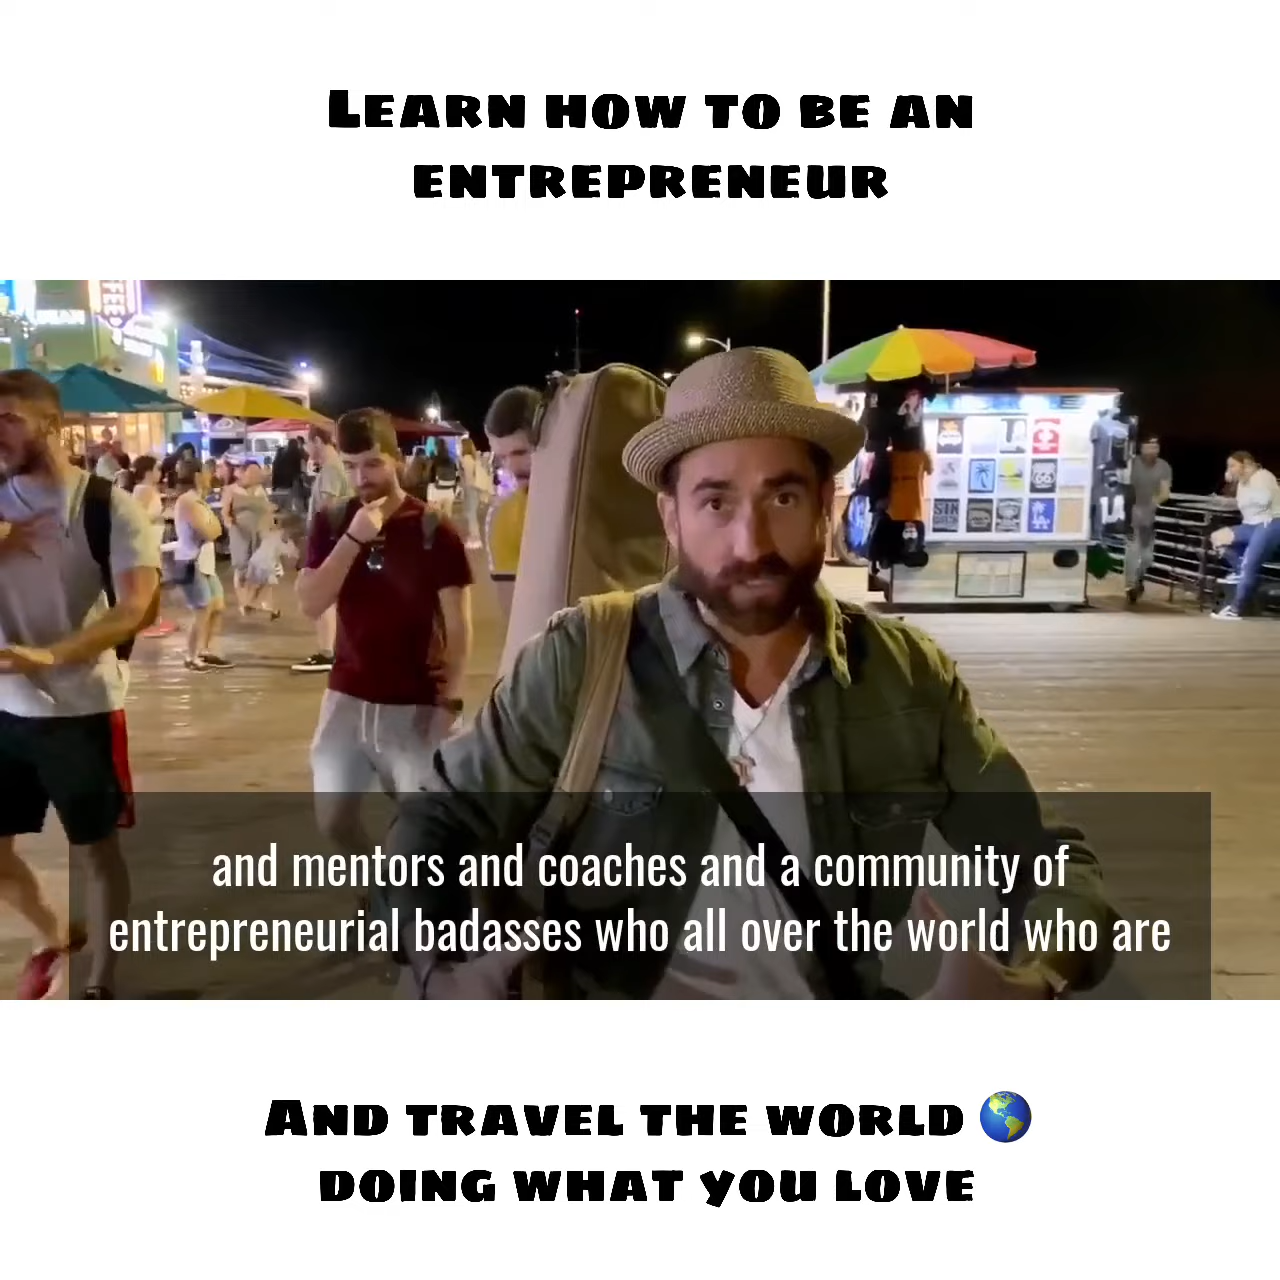 Learn how to be an
entrepreneur
LA
and mentors and coaches and a community of
entrepreneurial badasses who all over the world who are
And travel the world 🌎
doing what you love